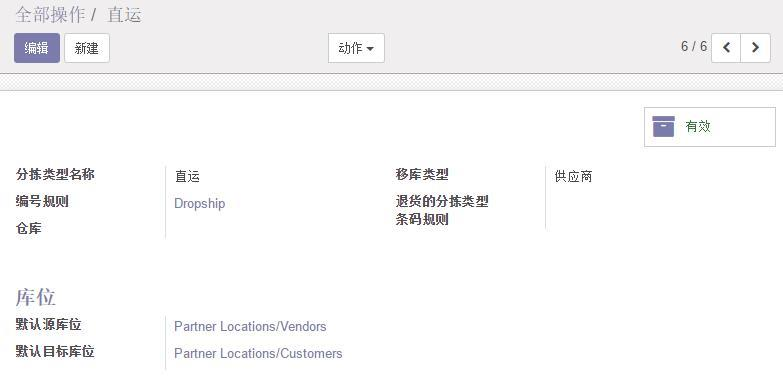 全部操作 / 直运
编辑 新建 动作 6 / 6
有效
分拣类型名称 直运 移库类型 供应商
编号规则 Dropship 退货的分拣类型
条码规则
仓库
库位
默认源库位 Partner Locations/Vendors
默认目标库位 Partner Locations/Customers